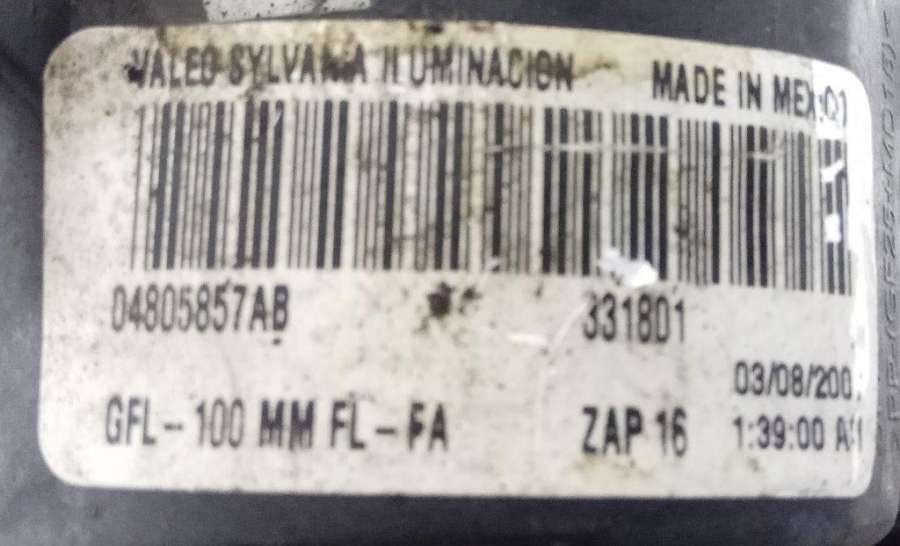 VALEO SYLVANIA ILUMINACION MADE IN MEXICO
04805857AB 331801
03/08/200
GFL-100 MM FL-FA ZAP 16 1:39:00 AM